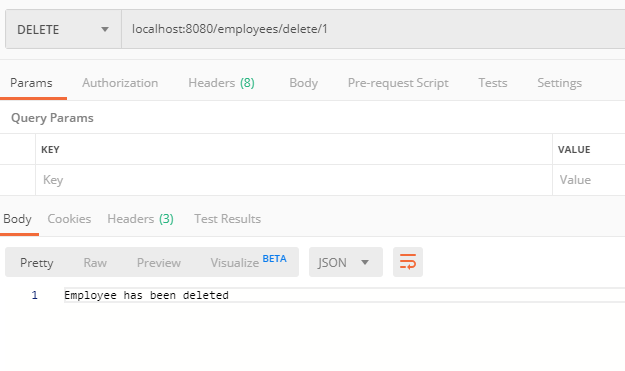 DELETE localhost:8080/employees/delete/1
Params Authorization Headers (8) Body Pre-request Script Tests Settings
Query Params
KEY VALUE
Key Value
Body Cookies Headers (3) Test Results
Pretty Raw Preview Visualize BETA JSON
1 Employee has been deleted